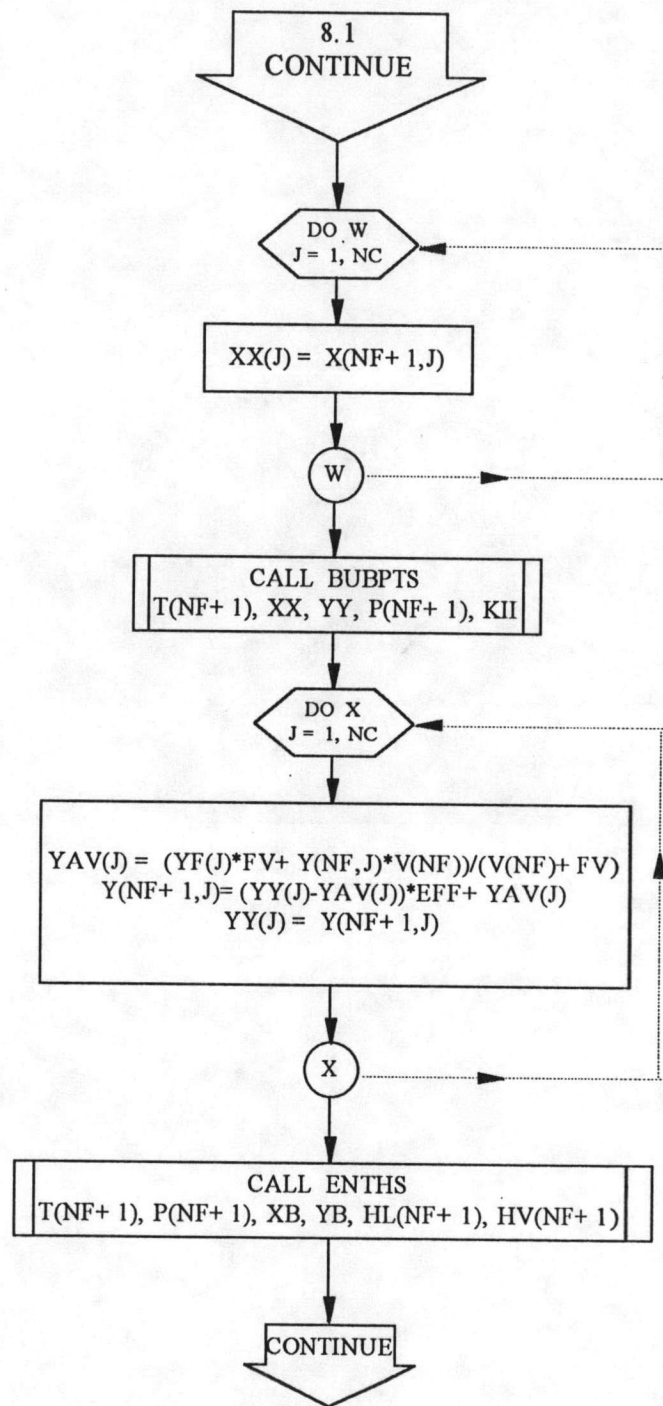 8.1
CONTINUE
DO W
J = 1, NC
XX(J) = X(NF+ 1,J)
W
CALL BUBPTS
T(NF+ 1), XX, YY, P(NF+ 1), KII
DO X
J = 1, NC
YAV(J) = (YF(J)*FV+ Y(NF,J)*V(NF))/(V(NF)+ FV)
Y(NF+ 1,J)= (YY(J)-YAV(J))*EFF+ YAV(J)
YY(J) = Y(NF+ 1,J)
X
CALL ENTHS
T(NF+ 1), P(NF+ 1), XB, YB, HL(NF+ 1), HV(NF+ 1)
CONTINUE